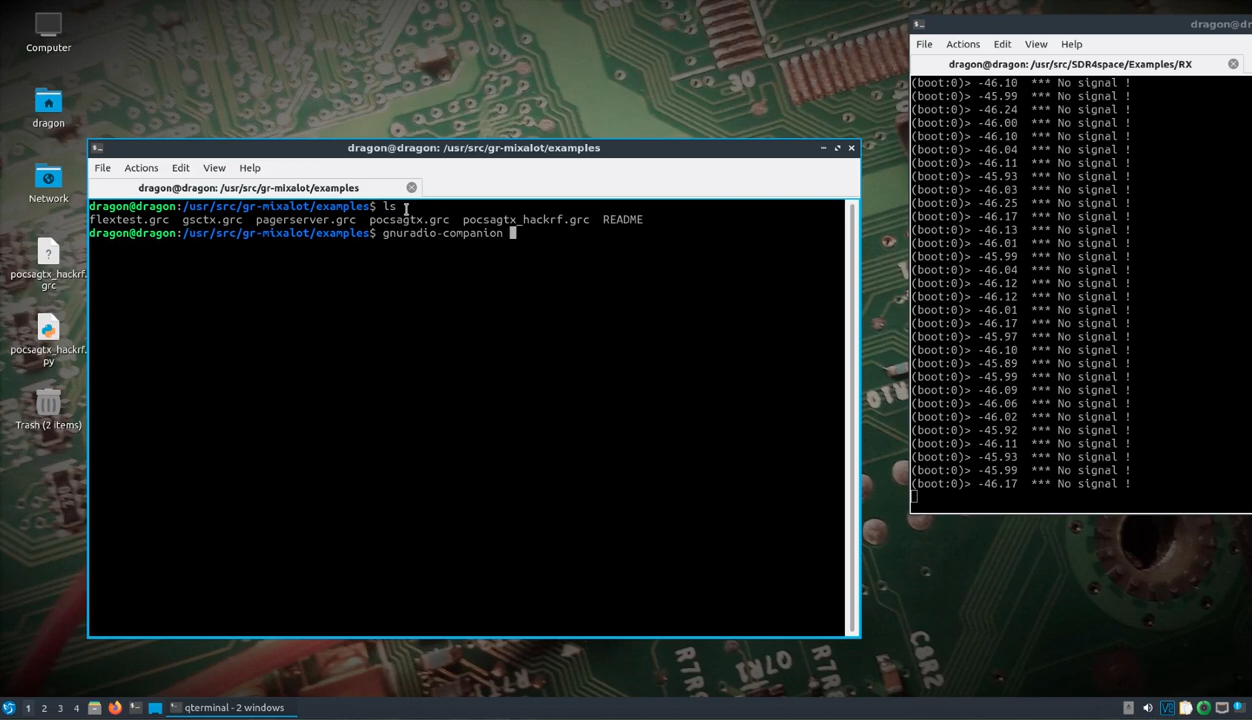 Computer
dragon
Network
pocsagtx_hackrf.
grc
pocsagtx_hackrf.
py
Trash (2 items)
dragon@dragon: /usr/src/gr-mixalot/examples
File Actions Edit View Help
dragon@dragon: /usr/src/gr-mixalot/examples
dragon@dragon:/usr/src/gr-mixalot/examples$ ls
flextest.grc gsctx.grc pagerserver.grc pocsagtx.grc pocsagtx_hackrf.grc README
dragon@dragon:/usr/src/gr-mixalot/examples$ gnuradio-companion
dragon@dr
File Actions Edit View Help
dragon@dragon: /usr/src/SDR4space/Examples/RX
(boot:0)> -46.10 *** No signal !
(boot:0)> -45.99 *** No signal !
(boot:0)> -46.24 *** No signal !
(boot:0)> -46.00 *** No signal !
(boot:0)> -46.10 *** No signal !
(boot:0)> -46.04 *** No signal !
(boot:0)> -46.11 *** No signal !
(boot:0)> -45.93 *** No signal !
(boot:0)> -46.03 *** No signal !
(boot:0)> -46.25 *** No signal !
(boot:0)> -46.17 *** No signal !
(boot:0)> -46.13 *** No signal !
(boot:0)> -46.01 *** No signal !
(boot:0)> -45.99 *** No signal !
(boot:0)> -46.04 *** No signal !
(boot:0)> -46.12 *** No signal !
(boot:0)> -46.12 *** No signal !
(boot:0)> -46.01 *** No signal !
(boot:0)> -46.17 *** No signal !
(boot:0)> -45.97 *** No signal !
(boot:0)> -46.10 *** No signal !
(boot:0)> -45.89 *** No signal !
(boot:0)> -45.99 *** No signal !
(boot:0)> -46.09 *** No signal !
(boot:0)> -46.06 *** No signal !
(boot:0)> -46.02 *** No signal !
(boot:0)> -45.92 *** No signal !
(boot:0)> -46.11 *** No signal !
(boot:0)> -45.93 *** No signal !
(boot:0)> -45.99 *** No signal !
(boot:0)> -46.17 *** No signal !
1 2 3 4 qterminal - 2 windows